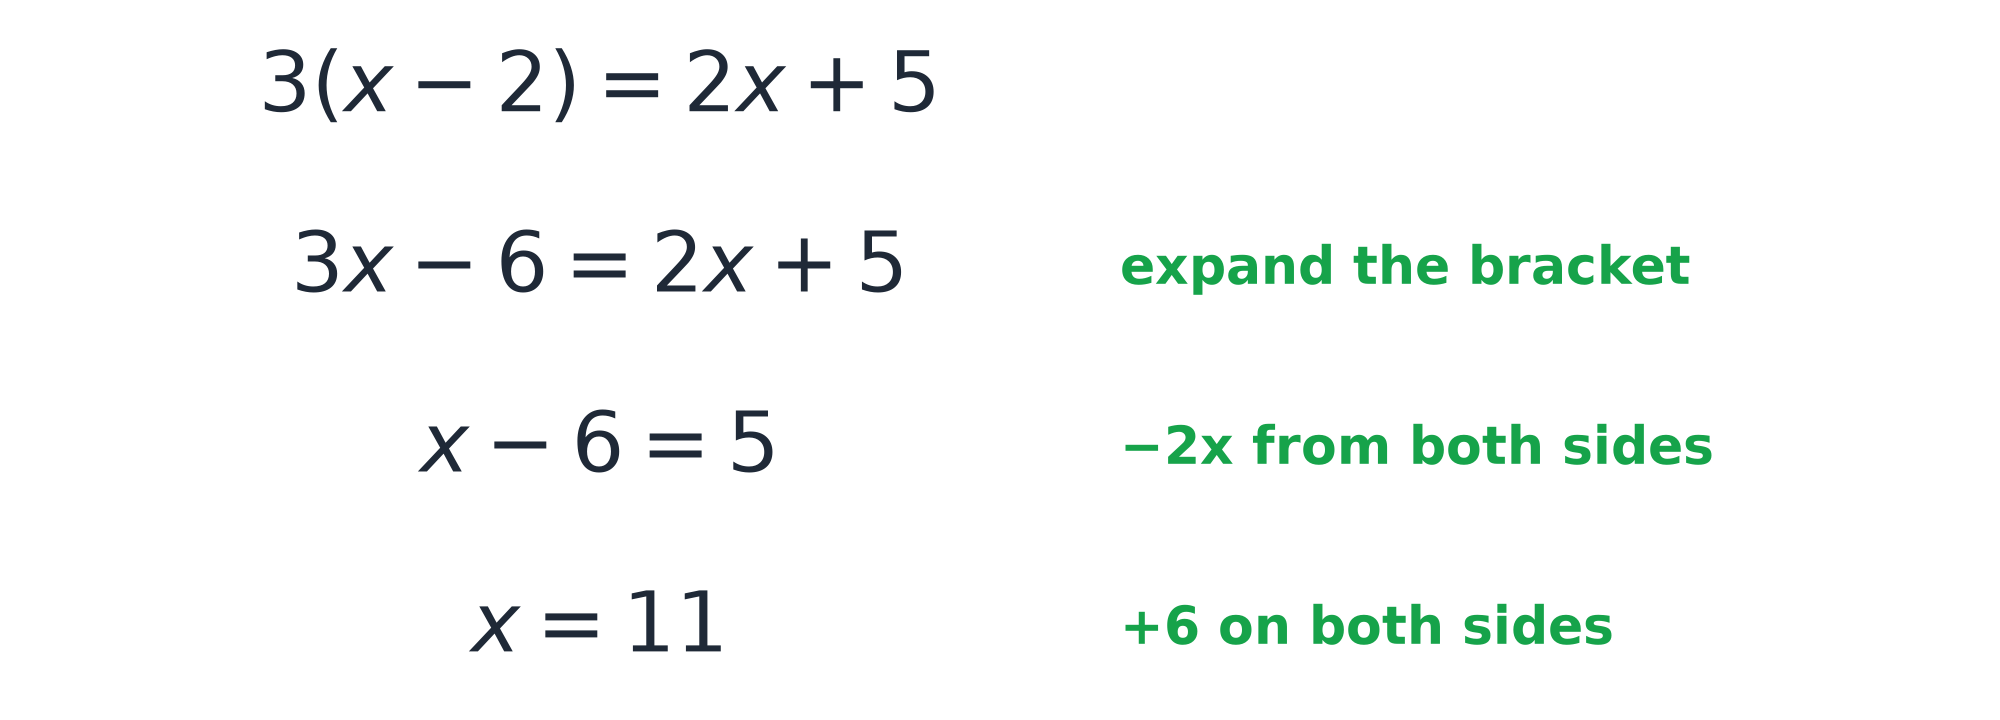 3(x − 2) = 2x + 5
3x − 6 = 2x + 5 expand the bracket
x − 6 = 5 −2x from both sides
x = 11 +6 on both sides